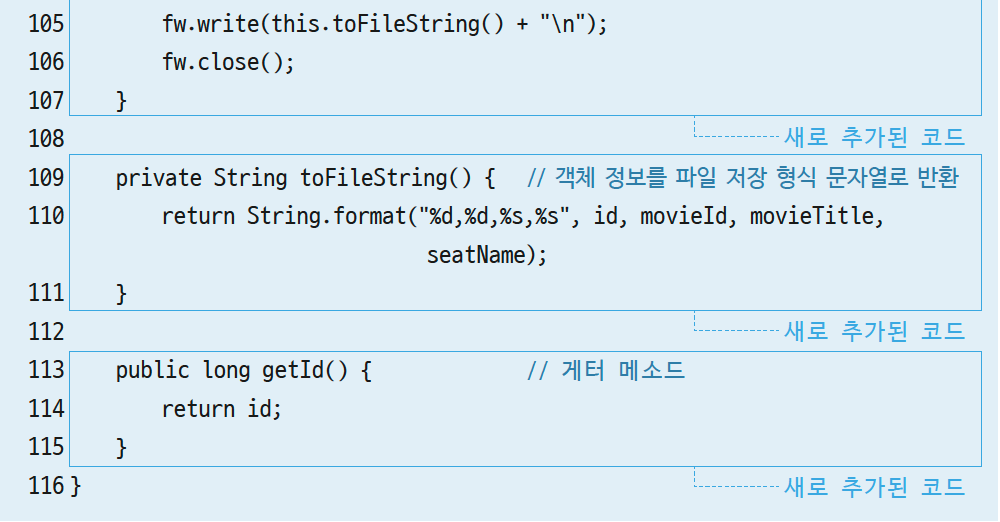 105 fw.write(this.toFileString() + "\n");
106 fw.close();
107 }
108
새로 추가된 코드
109 private String toFileString() { // 객체 정보를 파일 저장 형식 문자열로 반환
110 return String.format("%d,%d,%s,%s", id, movieId, movieTitle,
seatName);
111 }
112
새로 추가된 코드
113 public long getId() { // 게터 메소드
114 return id;
115 }
116 }
새로 추가된 코드